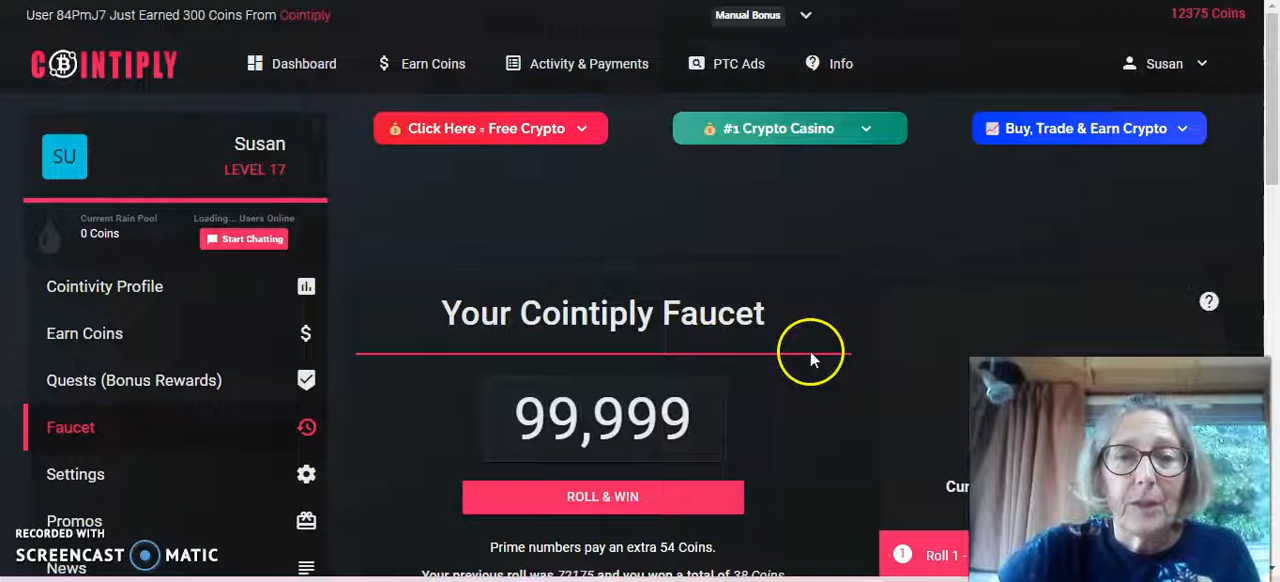 User 84PmJ7 Just Earned 300 Coins From Cointiply
Manual Bonus
12375 Coins
COINTIPLY
Dashboard
Earn Coins
Activity & Payments
PTC Ads
Info
Susan
Click Here = Free Crypto
#1 Crypto Casino
Buy, Trade & Earn Crypto
SU
Susan
LEVEL 17
Current Rain Pool
0 Coins
Loading... Users Online
Start Chatting
Cointivity Profile
Earn Coins
Quests (Bonus Rewards)
Faucet
Settings
Promos
News
Your Cointiply Faucet
99,999
ROLL & WIN
Prime numbers pay an extra 54 Coins.
Your previous roll was 72175 and you won a total of 38 Coins
Cur
1
Roll 1 -
RECORDED WITH
SCREENCAST MATIC